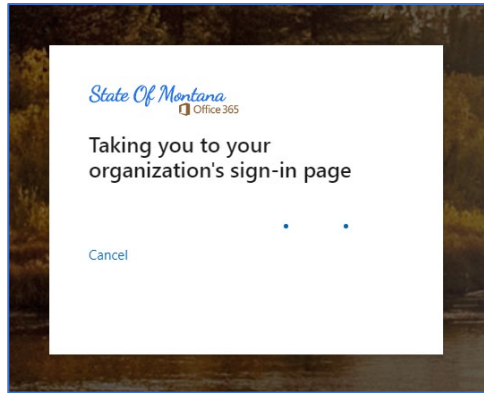 State Of Montana
Office 365
Taking you to your
organization's sign-in page
Cancel